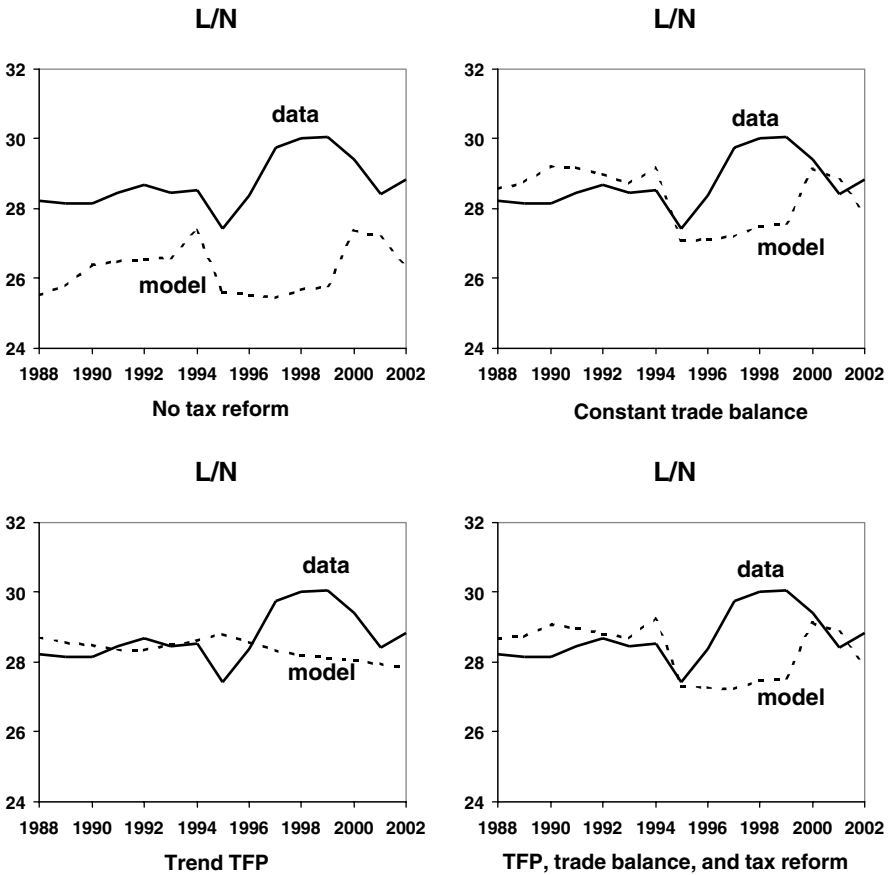 L/N
32
30
28
26
24
data
model
1988 1990 1992 1994 1996 1998 2000 2002
No tax reform
L/N
32
30
28
26
24
data
model
1988 1990 1992 1994 1996 1998 2000 2002
Constant trade balance
L/N
32
30
28
26
24
data
model
1988 1990 1992 1994 1996 1998 2000 2002
Trend TFP
L/N
32
30
28
26
24
data
model
1988 1990 1992 1994 1996 1998 2000 2002
TFP, trade balance, and tax reform